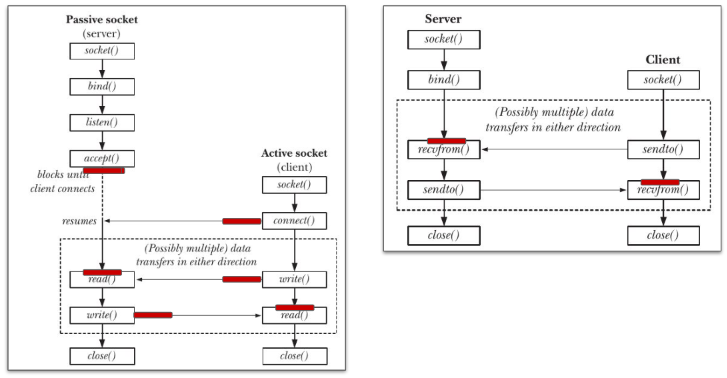 Passive socket
(server)
socket()
bind()
listen()
accept()
blocks until
client connects
Active socket
(client)
socket()
resumes
connect()
(Possibly multiple) data
transfers in either direction
read()
write()
write()
read()
close()
close()
Server
socket()
Client
bind()
socket()
(Possibly multiple) data
transfers in either direction
recvfrom()
sendto()
sendto()
recvfrom()
close()
close()